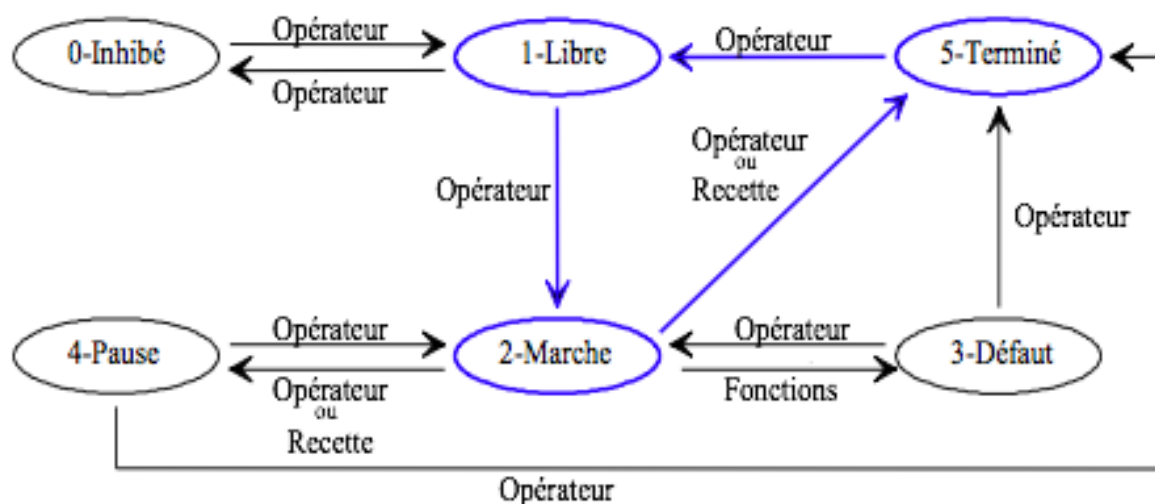 0-Inhibé
Opérateur
Opérateur
1-Libre
Opérateur
5-Terminé
Opérateur
Opérateur
ou
Recette
Opérateur
4-Pause
Opérateur
Opérateur
ou
Recette
2-Marche
Opérateur
Fonctions
3-Défaut
Opérateur